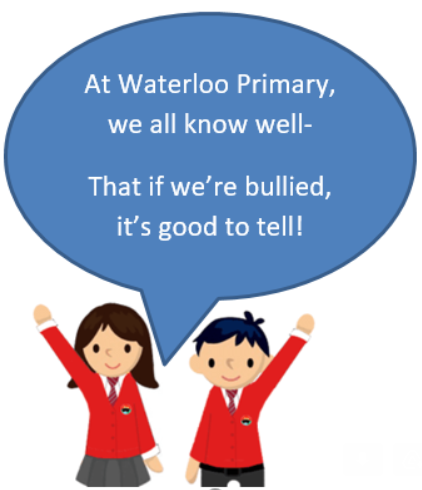 At Waterloo Primary,
we all know well-
That if we’re bullied,
it’s good to tell!